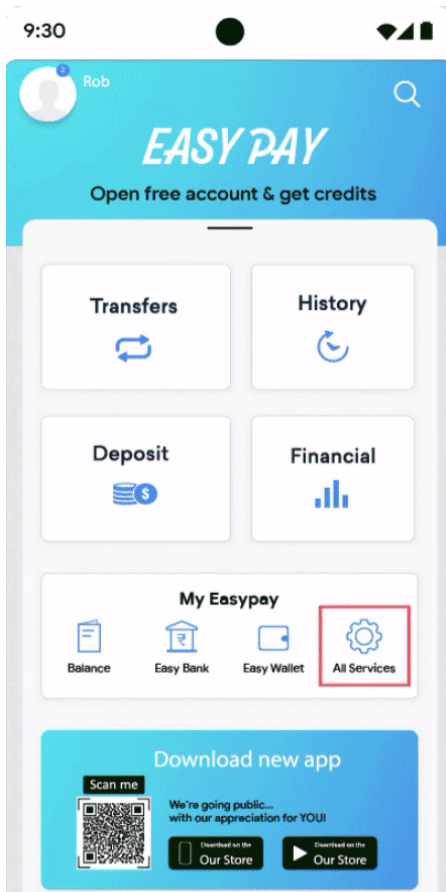 9:30
2
Rob
EASY PAY
Open free account & get credits
Transfers
History
Deposit
$
Financial
My Easypay
₹
Balance
Easy Bank
Easy Wallet
All Services
Download new app
Scan me
We're going public...
with our appreciation for YOU!
Download on the
Our Store
Download on the
Our Store